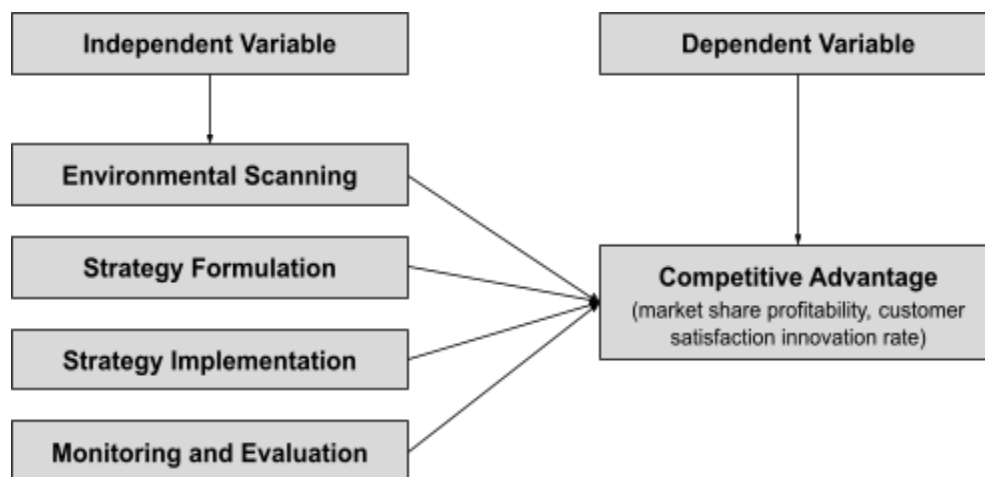 Independent Variable
Dependent Variable
Environmental Scanning
Strategy Formulation
Strategy Implementation
Monitoring and Evaluation
Competitive Advantage
(market share profitability, customer
satisfaction innovation rate)